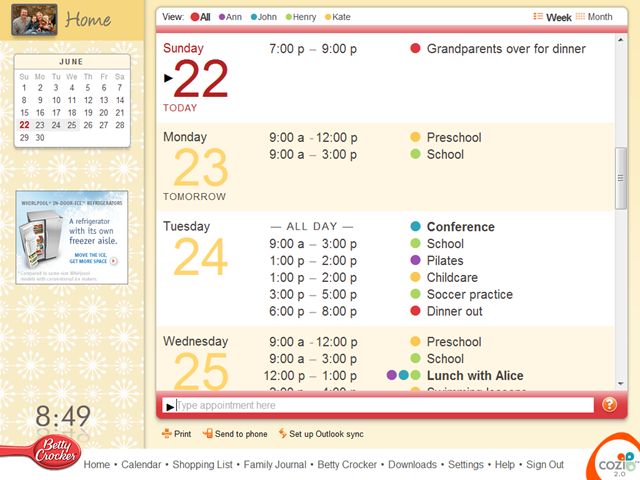 Home
View: All Ann John Henry Kate Week Month
JUNE
Su Mo Tu We Th Fr Sa
1 2 3 4 5 6 7
8 9 10 11 12 13 14
15 16 17 18 19 20 21
22 23 24 25 26 27 28
29 30
WHIRLPOOL® IN-DOOR-ICE® REFRIGERATORS
A refrigerator
with its own
freezer aisle.
MOVE THE ICE,
GET MORE SPACE
8:49
Betty
Crocker
Sunday
22
TODAY
7:00 p – 9:00 p Grandparents over for dinner
Monday
23
TOMORROW
9:00 a - 12:00 p Preschool
9:00 a – 3:00 p School
Tuesday
24
— ALL DAY — Conference
9:00 a – 3:00 p School
1:00 p – 2:00 p Pilates
1:00 p – 2:00 p Childcare
3:00 p – 5:00 p Soccer practice
6:00 p – 8:00 p Dinner out
Wednesday
25
9:00 a - 12:00 p Preschool
9:00 a – 3:00 p School
12:00 p – 1:00 p Lunch with Alice
Type appointment here ?
Print Send to phone Set up Outlook sync
Home • Calendar • Shopping List • Family Journal • Betty Crocker • Downloads • Settings • Help • Sign Out
COZI
2.0